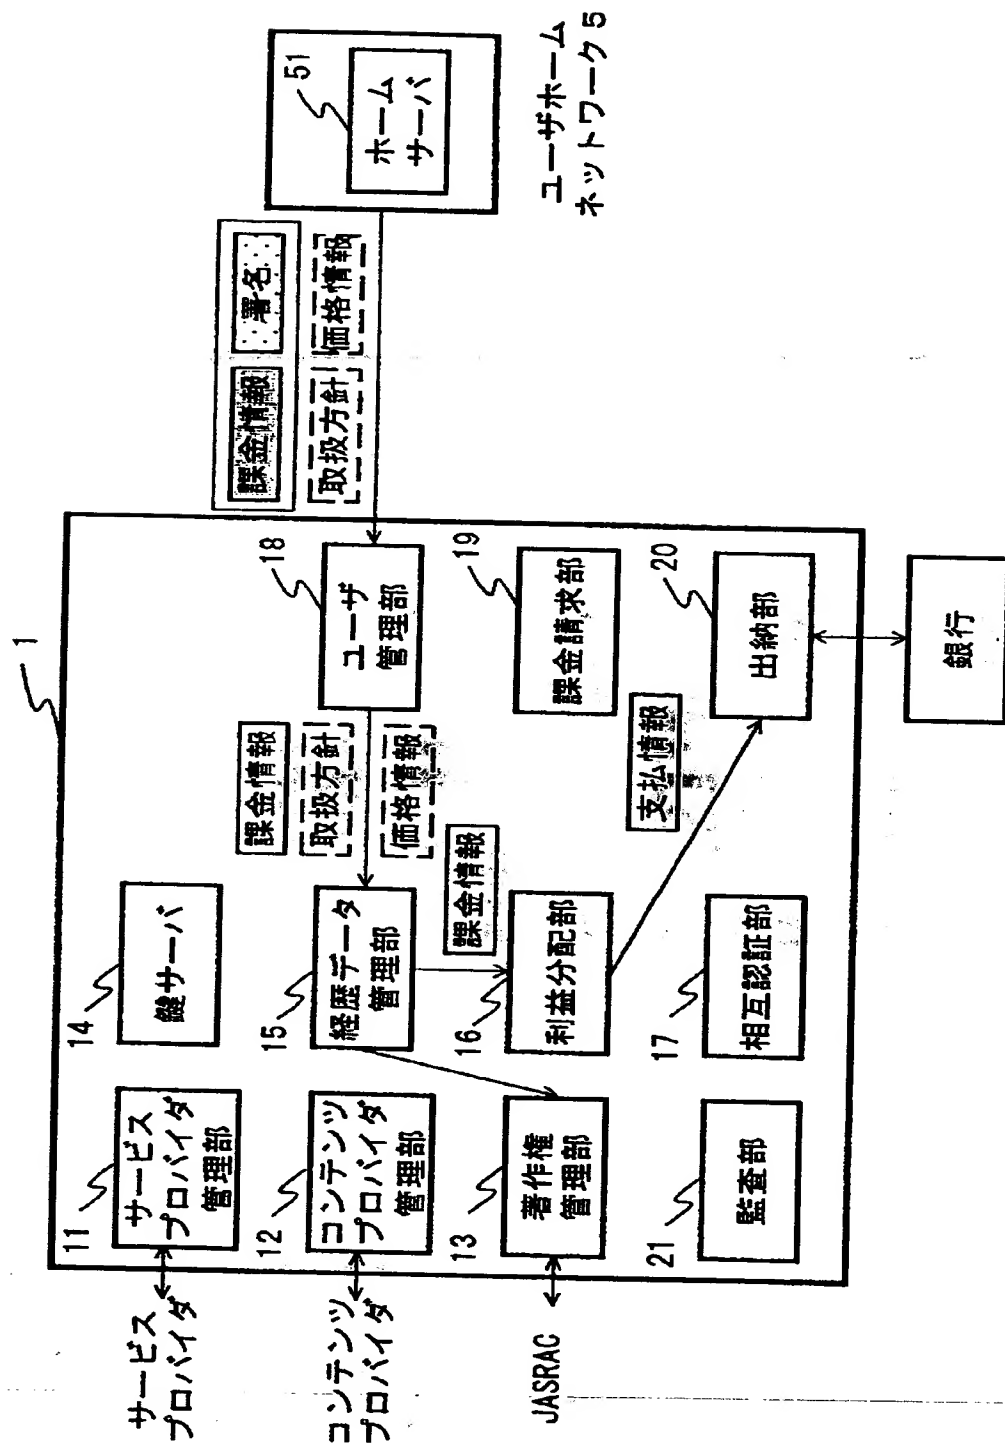 1
サービス
プロバイダ
11
サービス
プロバイダ
管理部
14
鍵サーバ
コンテンツ
プロバイダ
12
コンテンツ
プロバイダ
管理部
15
経歴データ
管理部
課金情報
取扱方針
価格情報
18
ユーザ
管理部
課金情報
署名
取扱方針
価格情報
51
ホーム
サーバ
ユーザホーム
ネットワーク5
JASRAC
13
著作権
管理部
課金情報
16
利益分配部
19
課金請求部
支払情報
21
監査部
17
相互認証部
20
出納部
銀行